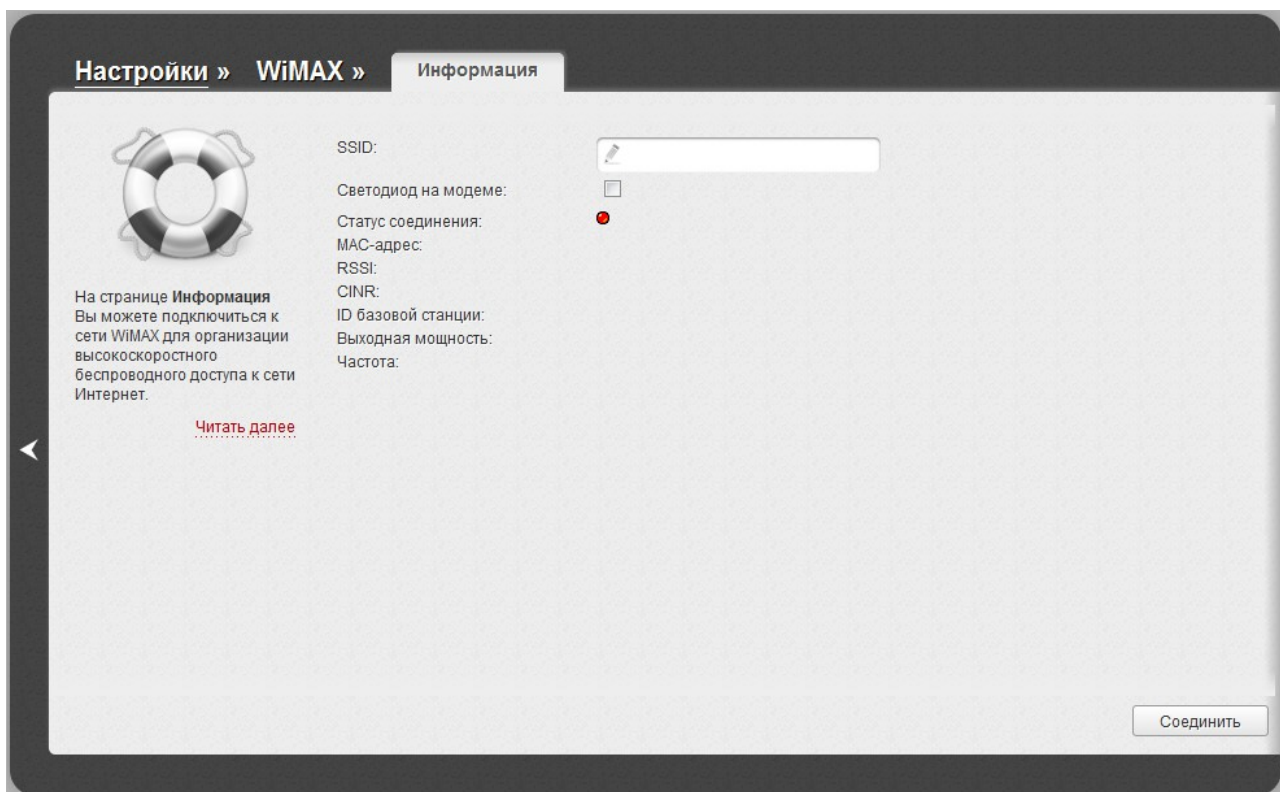 Настройки » WiMAX » Информация
SSID:
Светодиод на модеме:
Статус соединения:
MAC-адрес:
RSSI:
CINR:
ID базовой станции:
Выходная мощность:
Частота:
На странице Информация
Вы можете подключиться к
сети WiMAX для организации
высокоскоростного
беспроводного доступа к сети
Интернет.
Читать далее
Соединить